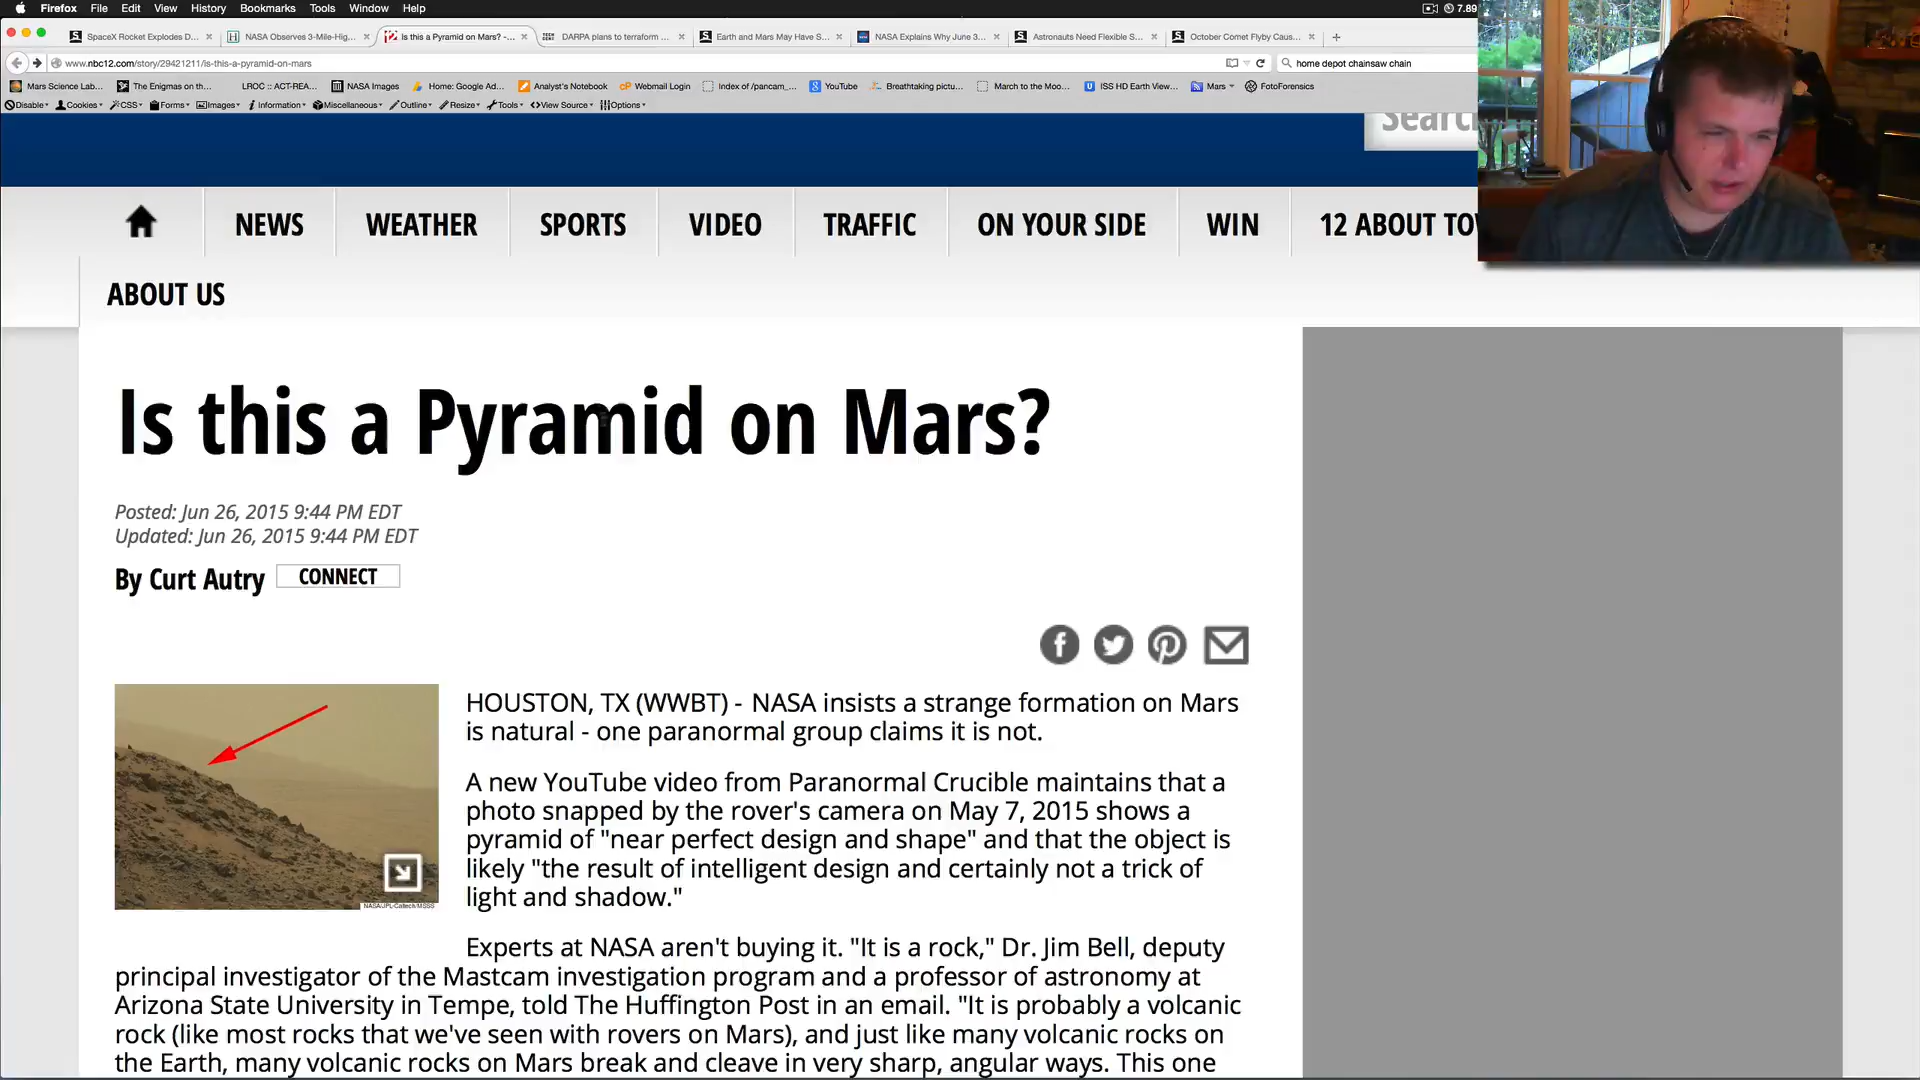 Firefox File Edit View History Bookmarks Tools Window Help 7.89
SpaceX Rocket Explodes D... NASA Observes 3-Mile-Hig... Is this a Pyramid on Mars? -... DARPA plans to terraform ... Earth and Mars May Have S... NASA Explains Why June 3... Astronauts Need Flexible S... October Comet Flyby Caus...
www.nbc12.com/story/29421211/is-this-a-pyramid-on-mars home depot chainsaw chain
Mars Science Lab... The Enigmas on th... LROC :: ACT-REA... NASA Images Home: Google Ad... Analyst's Notebook Webmail Login Index of /pancam_... YouTube Breathtaking pictu... March to the Moo... ISS HD Earth View... Mars FotoForensics
Disable Cookies CSS Forms Images Information Miscellaneous Outline Resize Tools View Source Options
Search
NEWS WEATHER SPORTS VIDEO TRAFFIC ON YOUR SIDE WIN 12 ABOUT TO
ABOUT US
Is this a Pyramid on Mars?
Posted: Jun 26, 2015 9:44 PM EDT
Updated: Jun 26, 2015 9:44 PM EDT
By Curt Autry CONNECT
HOUSTON, TX (WWBT) - NASA insists a strange formation on Mars
is natural - one paranormal group claims it is not.
A new YouTube video from Paranormal Crucible maintains that a
photo snapped by the rover's camera on May 7, 2015 shows a
pyramid of "near perfect design and shape" and that the object is
likely "the result of intelligent design and certainly not a trick of
light and shadow."
NASA/JPL-Caltech/MSSS
Experts at NASA aren't buying it. "It is a rock," Dr. Jim Bell, deputy
principal investigator of the Mastcam investigation program and a professor of astronomy at
Arizona State University in Tempe, told The Huffington Post in an email. "It is probably a volcanic
rock (like most rocks that we've seen with rovers on Mars), and just like many volcanic rocks on
the Earth, many volcanic rocks on Mars break and cleave in very sharp, angular ways. This one